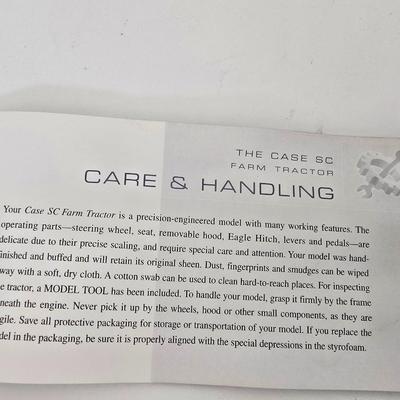 THE CASE SC
FARM TRACTOR
CARE & HANDLING
Your Case SC Farm Tractor is a precision-engineered model with many working features. The
operating parts—steering wheel, seat, removable hood, Eagle Hitch, levers and pedals—are
delicate due to their precise scaling, and require special care and attention. Your model was hand-
finished and buffed and will retain its original sheen. Dust, fingerprints and smudges can be wiped
way with a soft, dry cloth. A cotton swab can be used to clean hard-to-reach places. For inspecting
e tractor, a MODEL TOOL has been included. To handle your model, grasp it firmly by the frame
neath the engine. Never pick it up by the wheels, hood or other small components, as they are
gile. Save all protective packaging for storage or transportation of your model. If you replace the
del in the packaging, be sure it is properly aligned with the special depressions in the styrofoam.